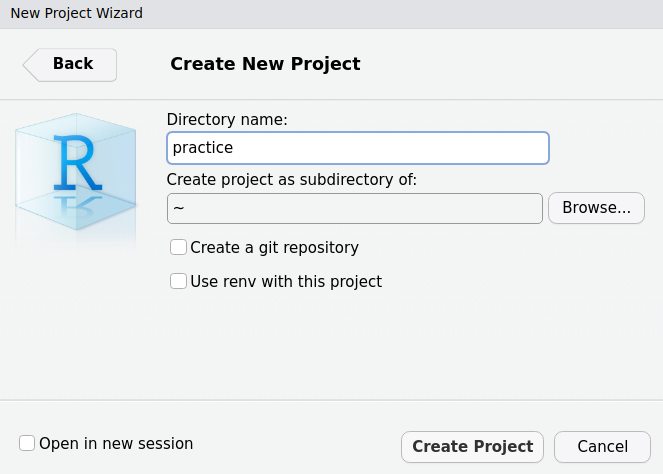 New Project Wizard
Back
Create New Project
R
Directory name:
practice
Create project as subdirectory of:
~
Browse...
Create a git repository
Use renv with this project
Open in new session
Create Project
Cancel